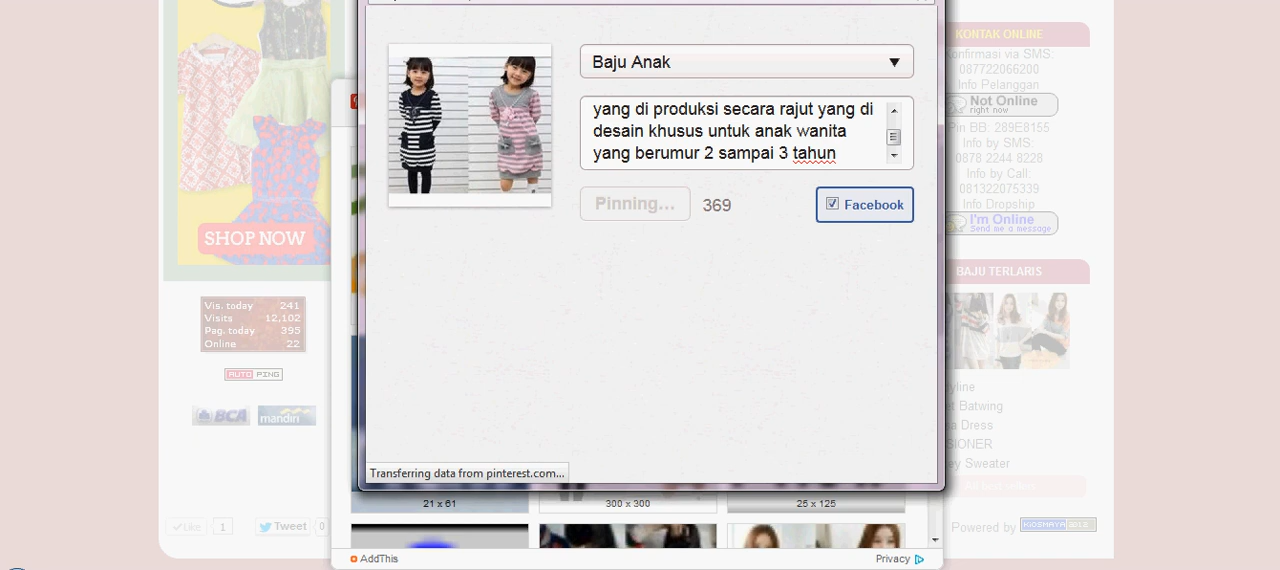 SHOP NOW
Vis. today 241
Visits 12,102
Pag. today 395
Online 22
AUTO PING
BCA
mandiri
Like 1
Tweet 0
Baju Anak
yang di produksi secara rajut yang di
desain khusus untuk anak wanita
yang berumur 2 sampai 3 tahun
Pinning... 369
Facebook
Transferring data from pinterest.com...
21 x 61
300 x 300
25 x 125
AddThis
Privacy
KONTAK ONLINE
Konfirmasi via SMS:
087722066200
Info Pelanggan
Not Online
right now
Pin BB: 289E8155
Info by SMS:
0878 2244 8228
Info by Call:
081322075339
Info Dropship
I'm Online
Send me a message
BAJU TERLARIS
Batwing
Dress
Sweater
Powered by KIOSMAYA